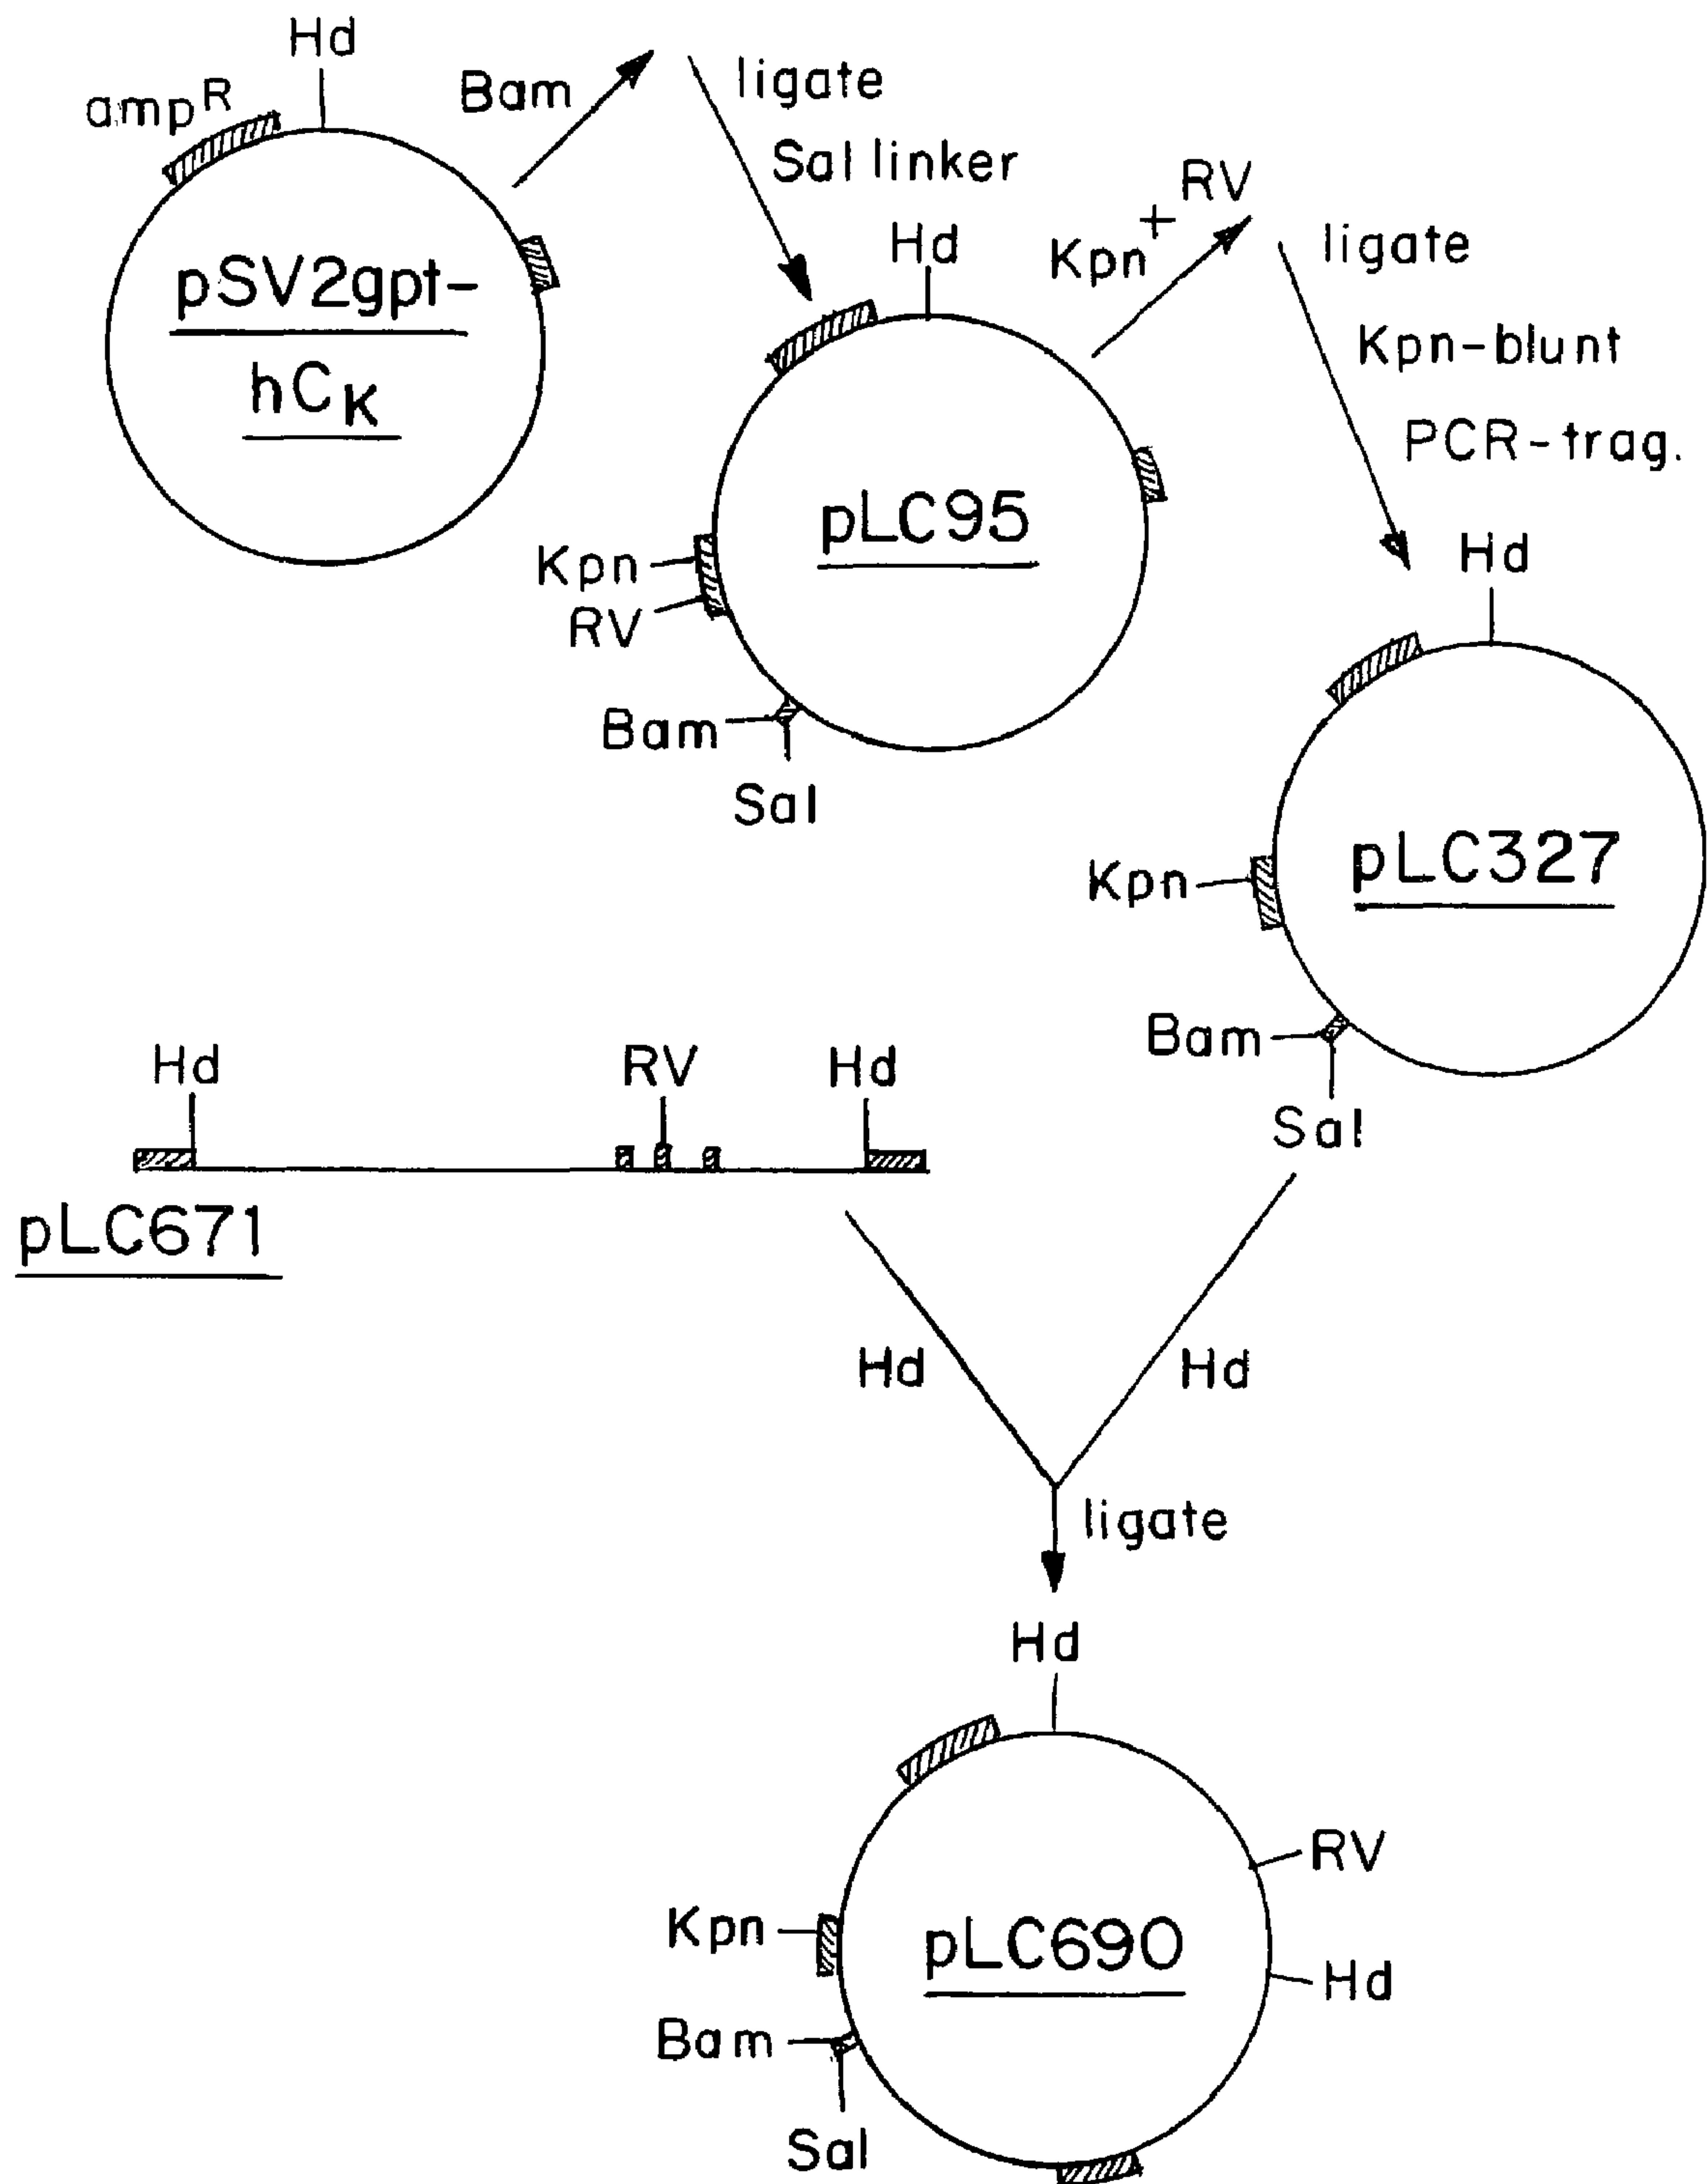 Hd
ampR
Bam
ligate
Sal linker
pSV2gpt-
hCK
Hd
Kpn + RV
ligate
Kpn-blunt
PCR-trag.
pLC95
Kpn
RV
Bam
Sal
Hd
pLC327
Kpn
Bam
Sal
Hd
RV
Hd
pLC671
Hd
Hd
ligate
Hd
RV
Kpn
pLC690
Hd
Bam
Sal